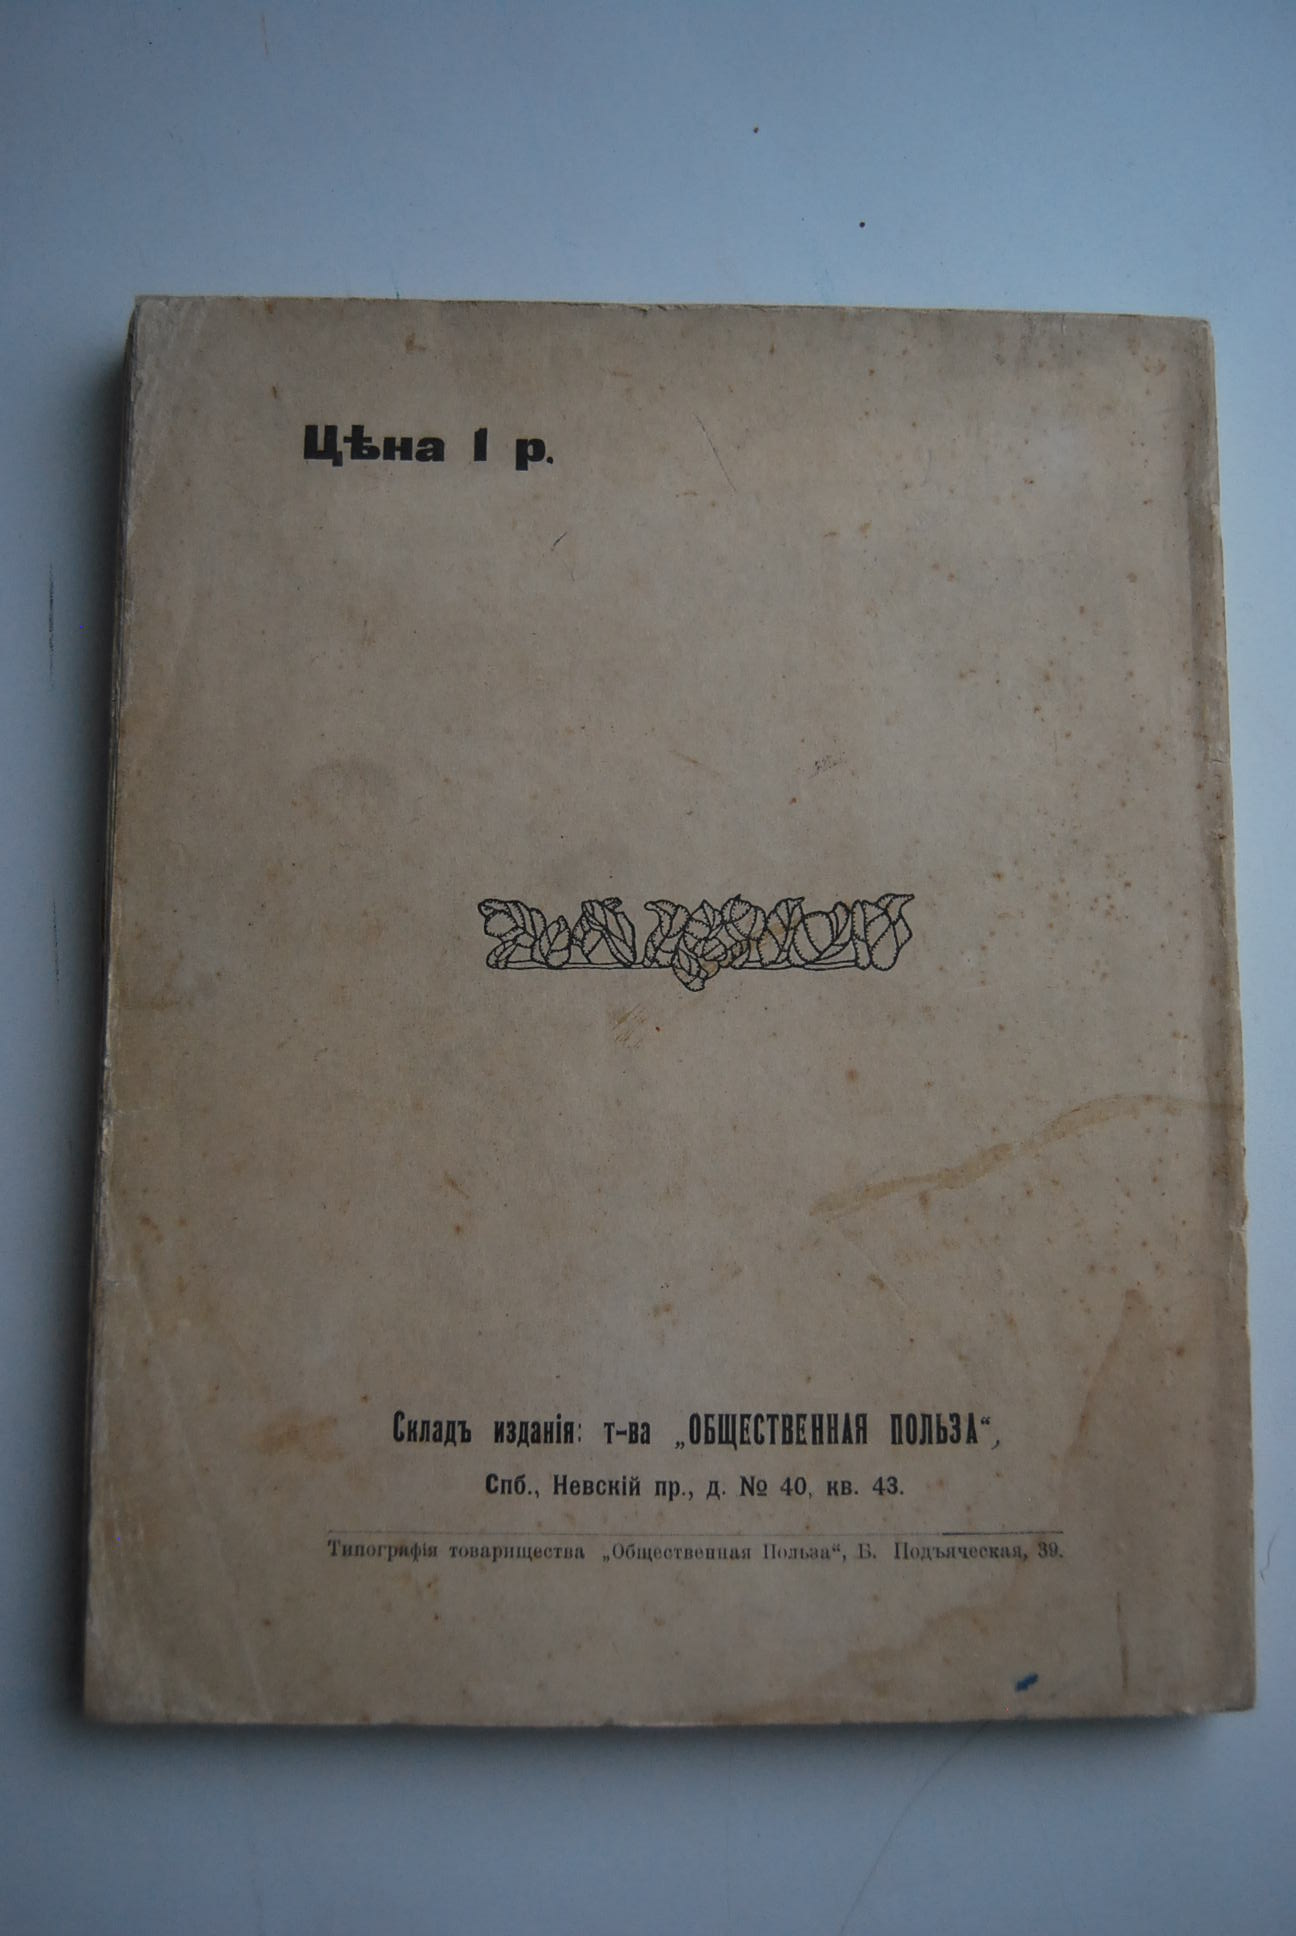 Цѣна 1 р.
Складъ изданія: т-ва „ОБЩЕСТВЕННАЯ ПОЛЬЗА“,
Спб., Невскій пр., д. № 40, кв. 43.
Типографія товарищества „Общественная Польза“, Б. Подъяческая, 39.